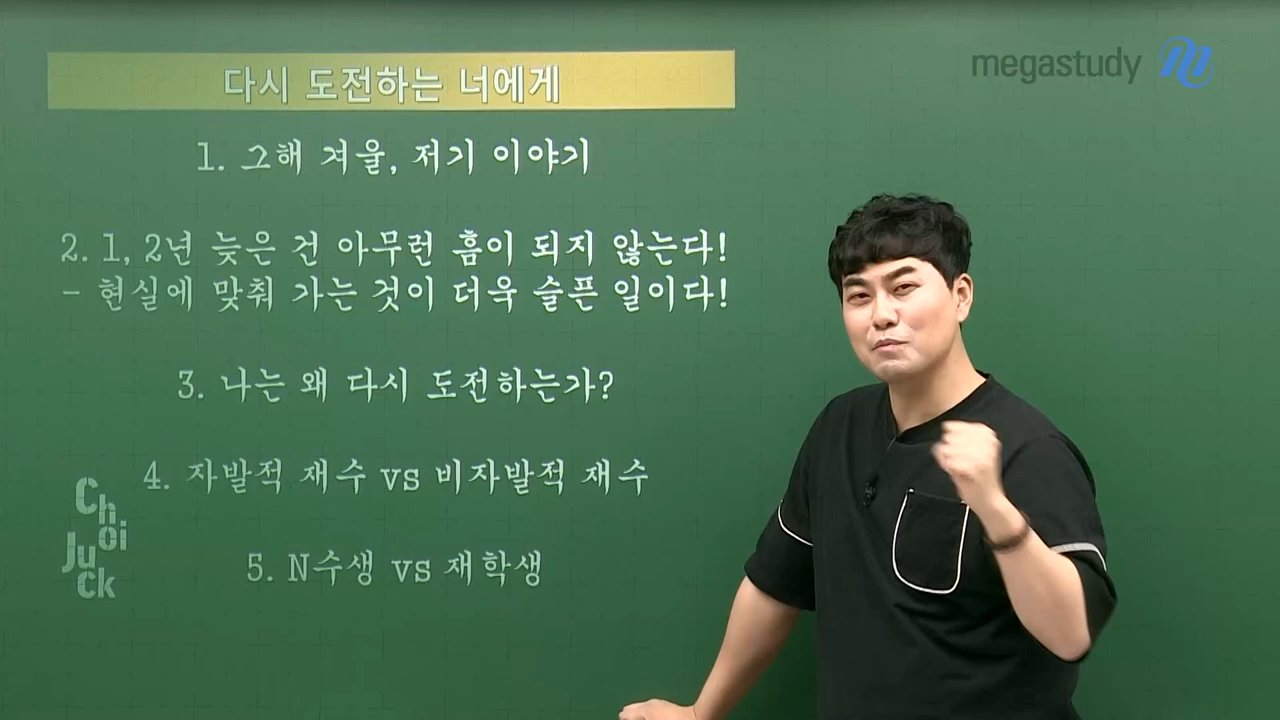 megastudy
다시 도전하는 너에게
1. 그해 겨울, 저기 이야기
2. 1, 2년 늦은 건 아무런 흠이 되지 않는다!
- 현실에 맞춰 가는 것이 더욱 슬픈 일이다!
3. 나는 왜 다시 도전하는가?
4. 자발적 재수 vs 비자발적 재수
5. N수생 vs 재학생
Choi
Juck